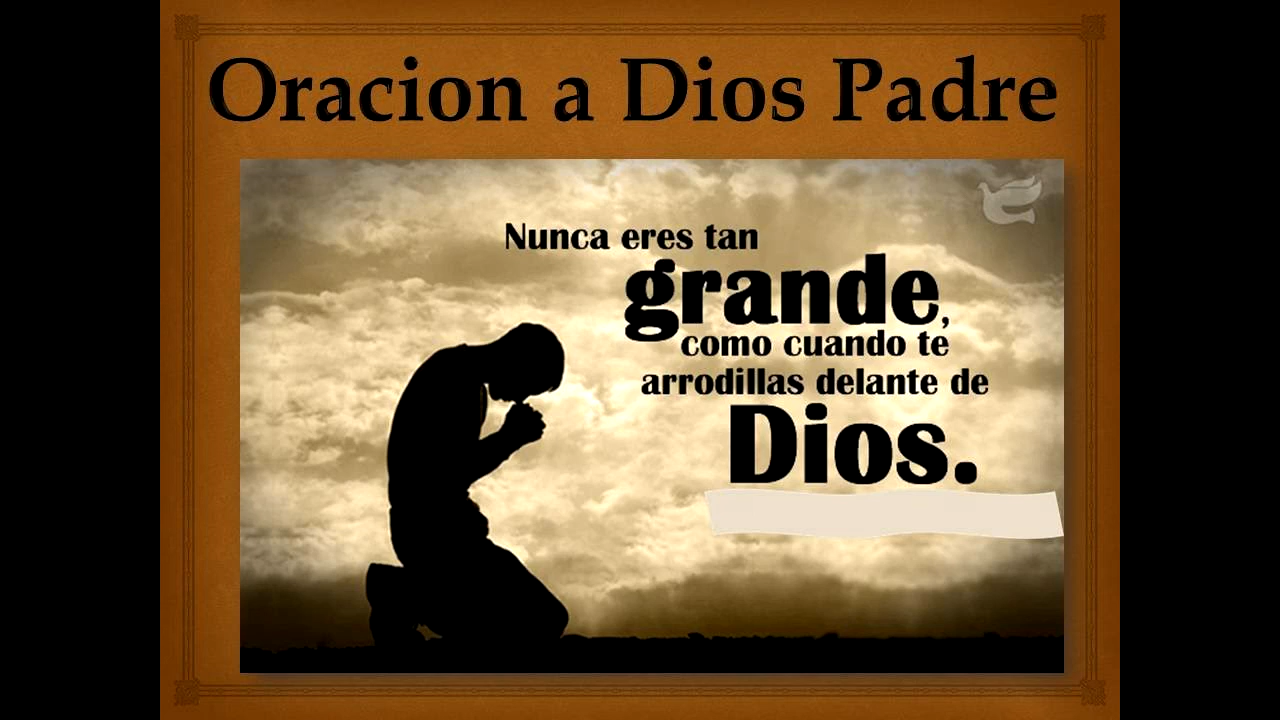 Oracion a Dios Padre
Nunca eres tan
grande,
como cuando te
arrodillas delante de
Dios.